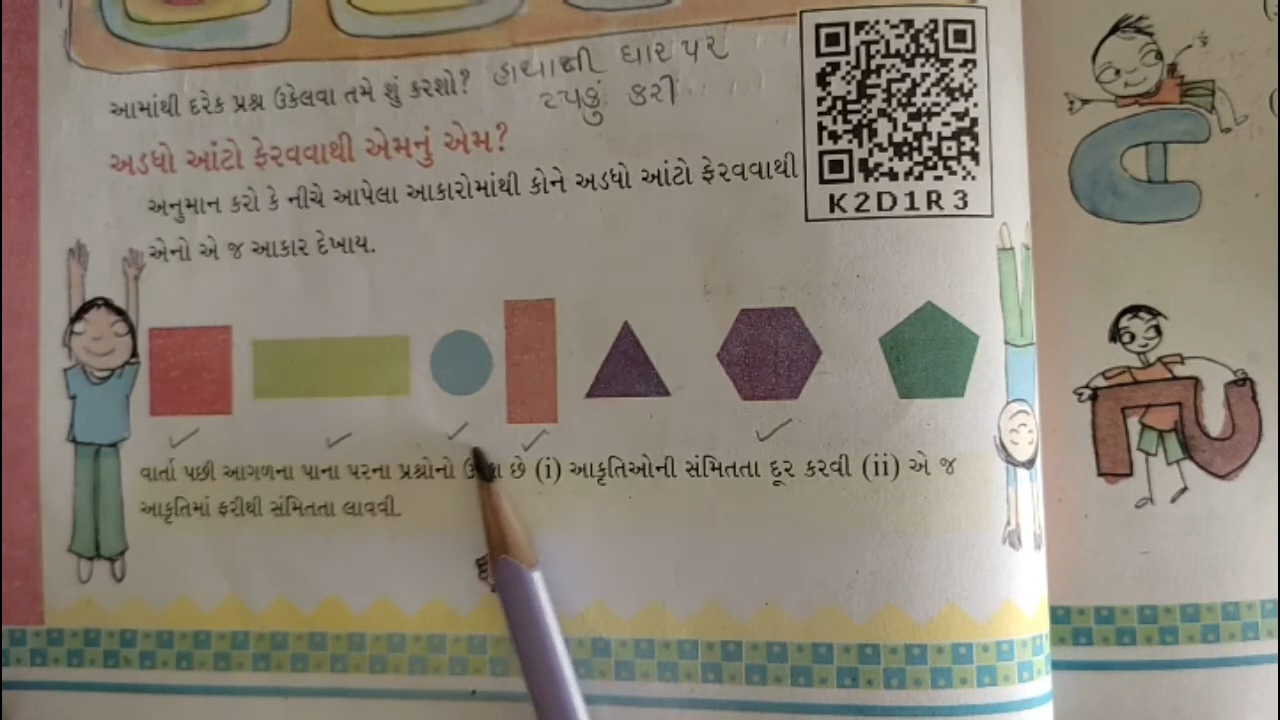 આમાંથી દરેક પ્રશ્ન ઉકેલવા તમે શું કરશો? હાથાની ધાર પર
ટપકું કરી
અડધો આંટો ફેરવવાથી એમનું એમ?
અનુમાન કરો કે નીચે આપેલા આકારોમાંથી કોને અડધો આંટો ફેરવવાથી
એનો એ જ આકાર દેખાય.
K2D1R3
વાર્તા પછી આગળના પાના પરના પ્રશ્નોનો છે (i) આકૃતિઓની સંમિતતા દૂર કરવી (ii) એ જ
આકૃતિમાં ફરીથી સંમિતતા લાવવી.